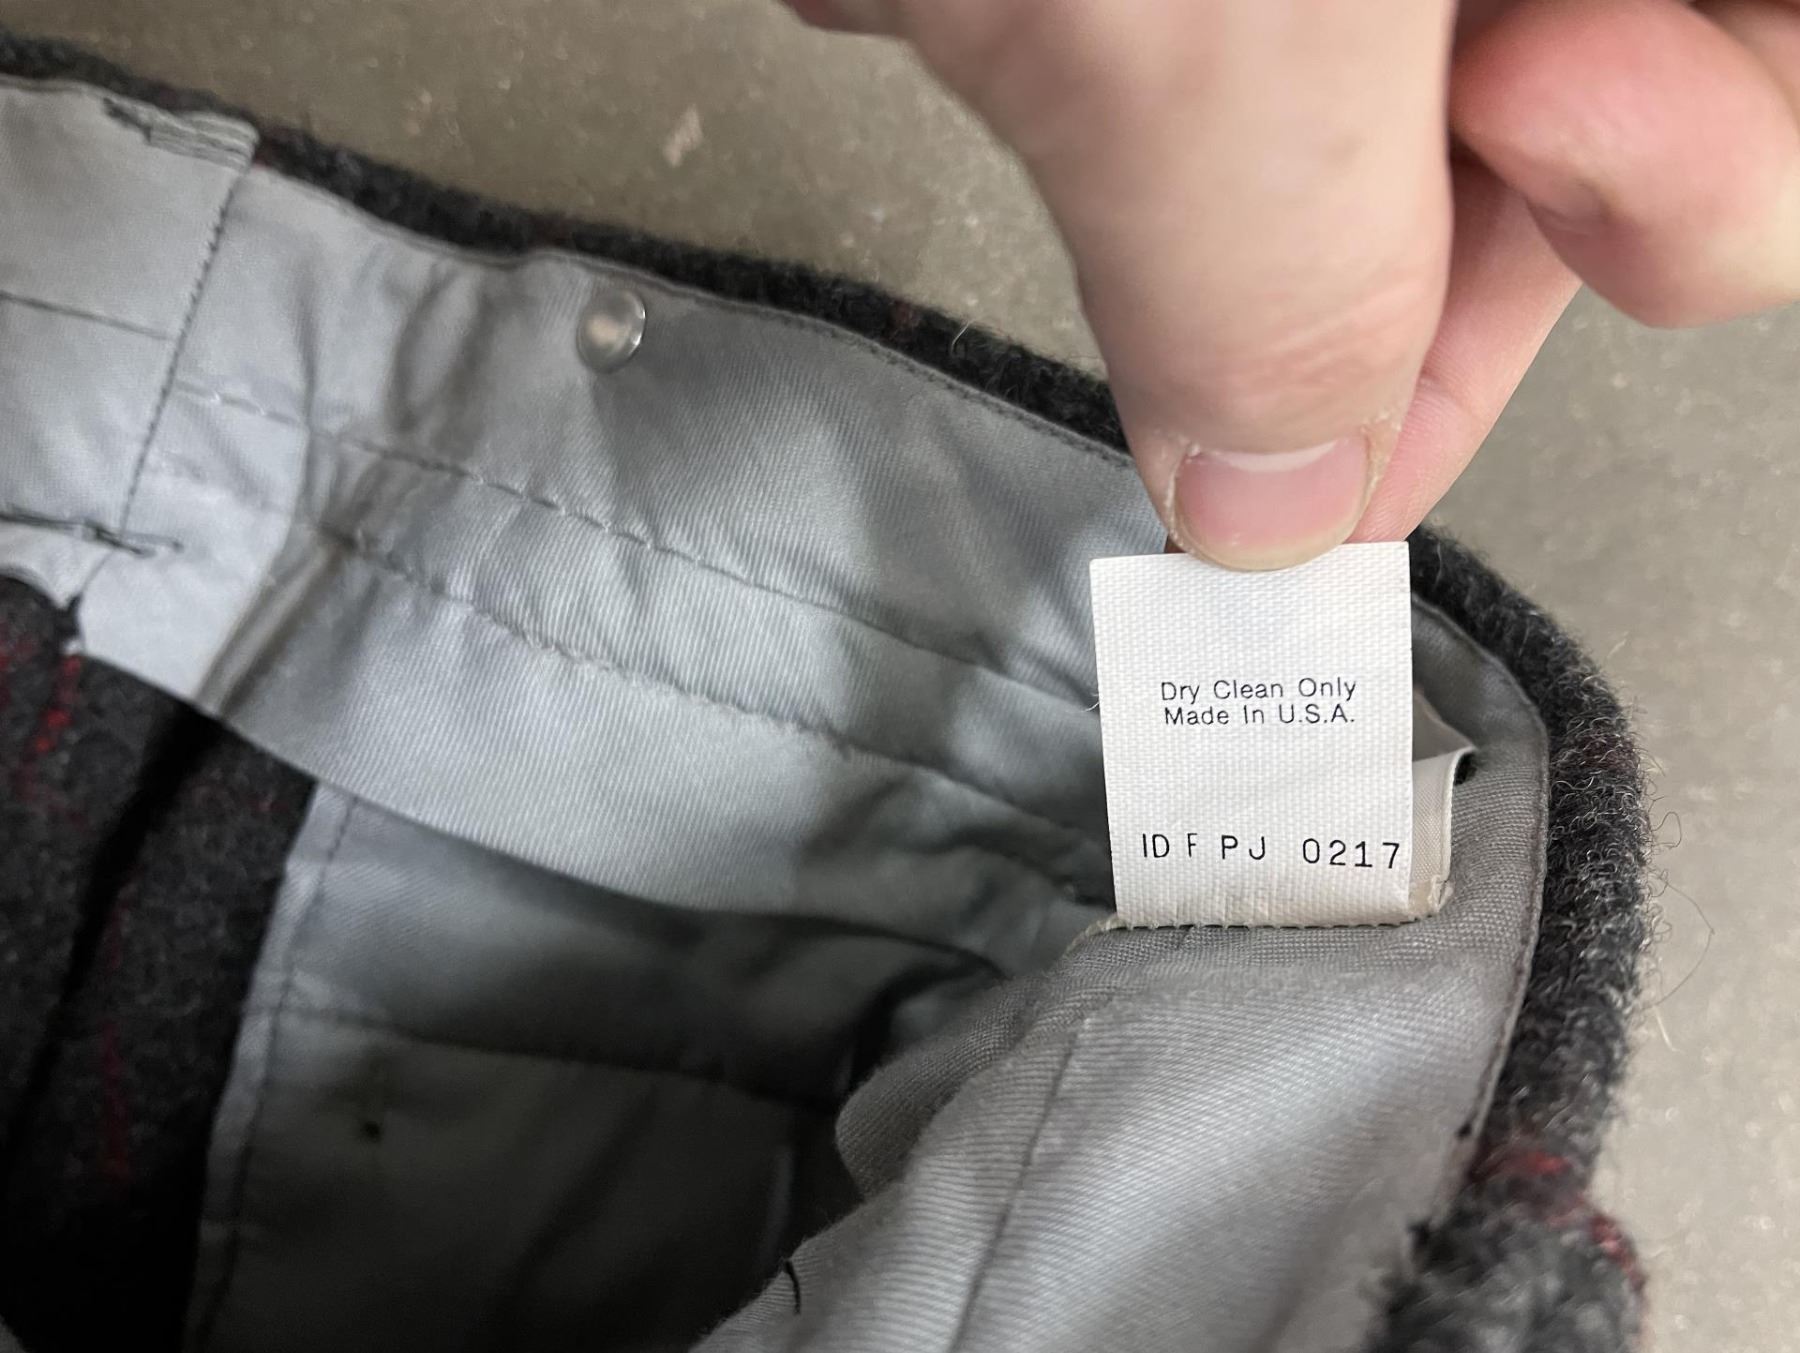 Dry Clean Only
Made In U.S.A.
ID F PJ 0217